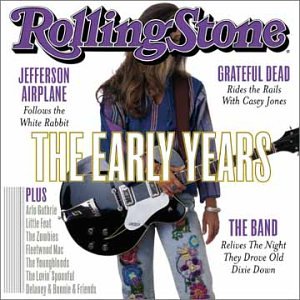 Rolling Stone
JEFFERSON
AIRPLANE
Follows the
White Rabbit
GRATEFUL DEAD
Rides the Rails
With Casey Jones
THE EARLY YEARS
PLUS
Arlo Guthrie
Little Feat
The Zombies
Fleetwood Mac
The Youngbloods
The Lovin' Spoonful
Delaney & Bonnie & Friends
THE BAND
Relives The Night
They Drove Old
Dixie Down